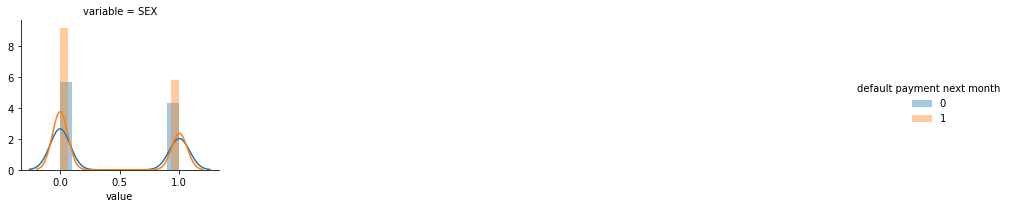 variable = SEX
8
6
4
2
0
0.0 0.5 1.0
value
default payment next month
0
1